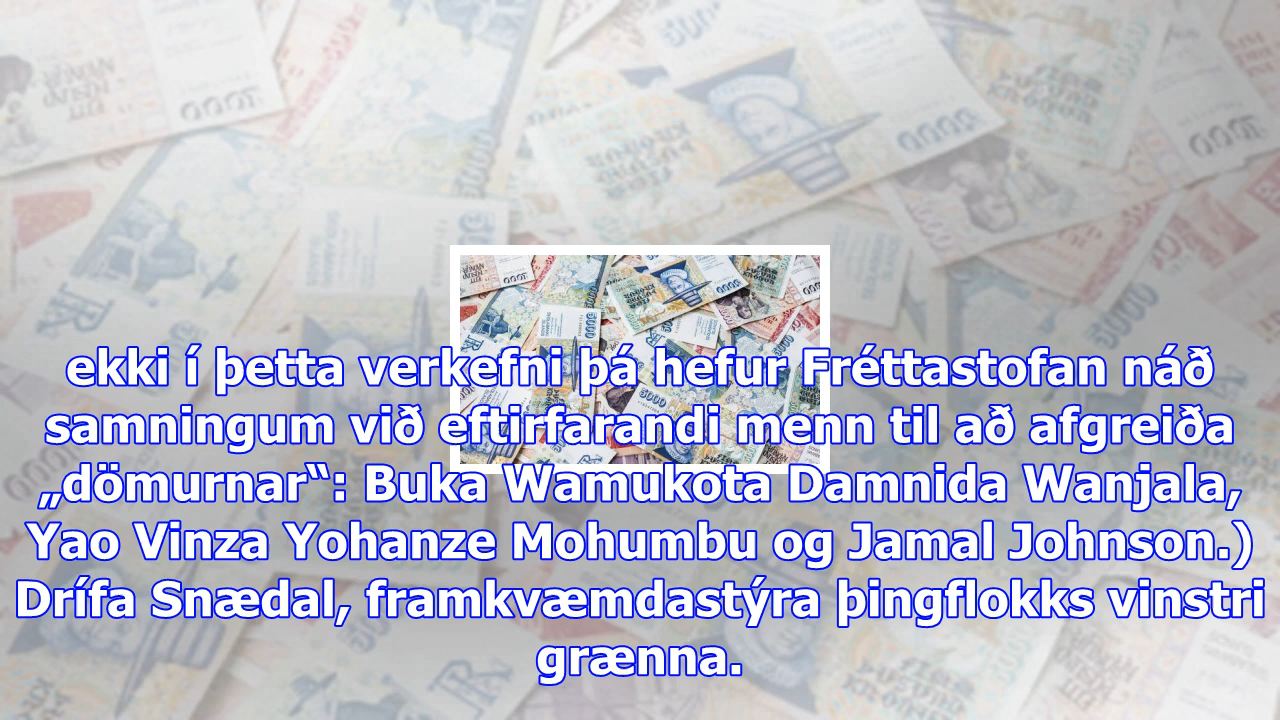 ekki í þetta verkefni þá hefur Fréttastofan náð
samningum við eftirfarandi menn til að afgreiða
„dömurnar“: Buka Wamukota Damnida Wanjala,
Yao Vinza Yohanze Mohumbu og Jamal Johnson.)
Drífa Snædal, framkvæmdastýra þingflokks vinstri
grænna.